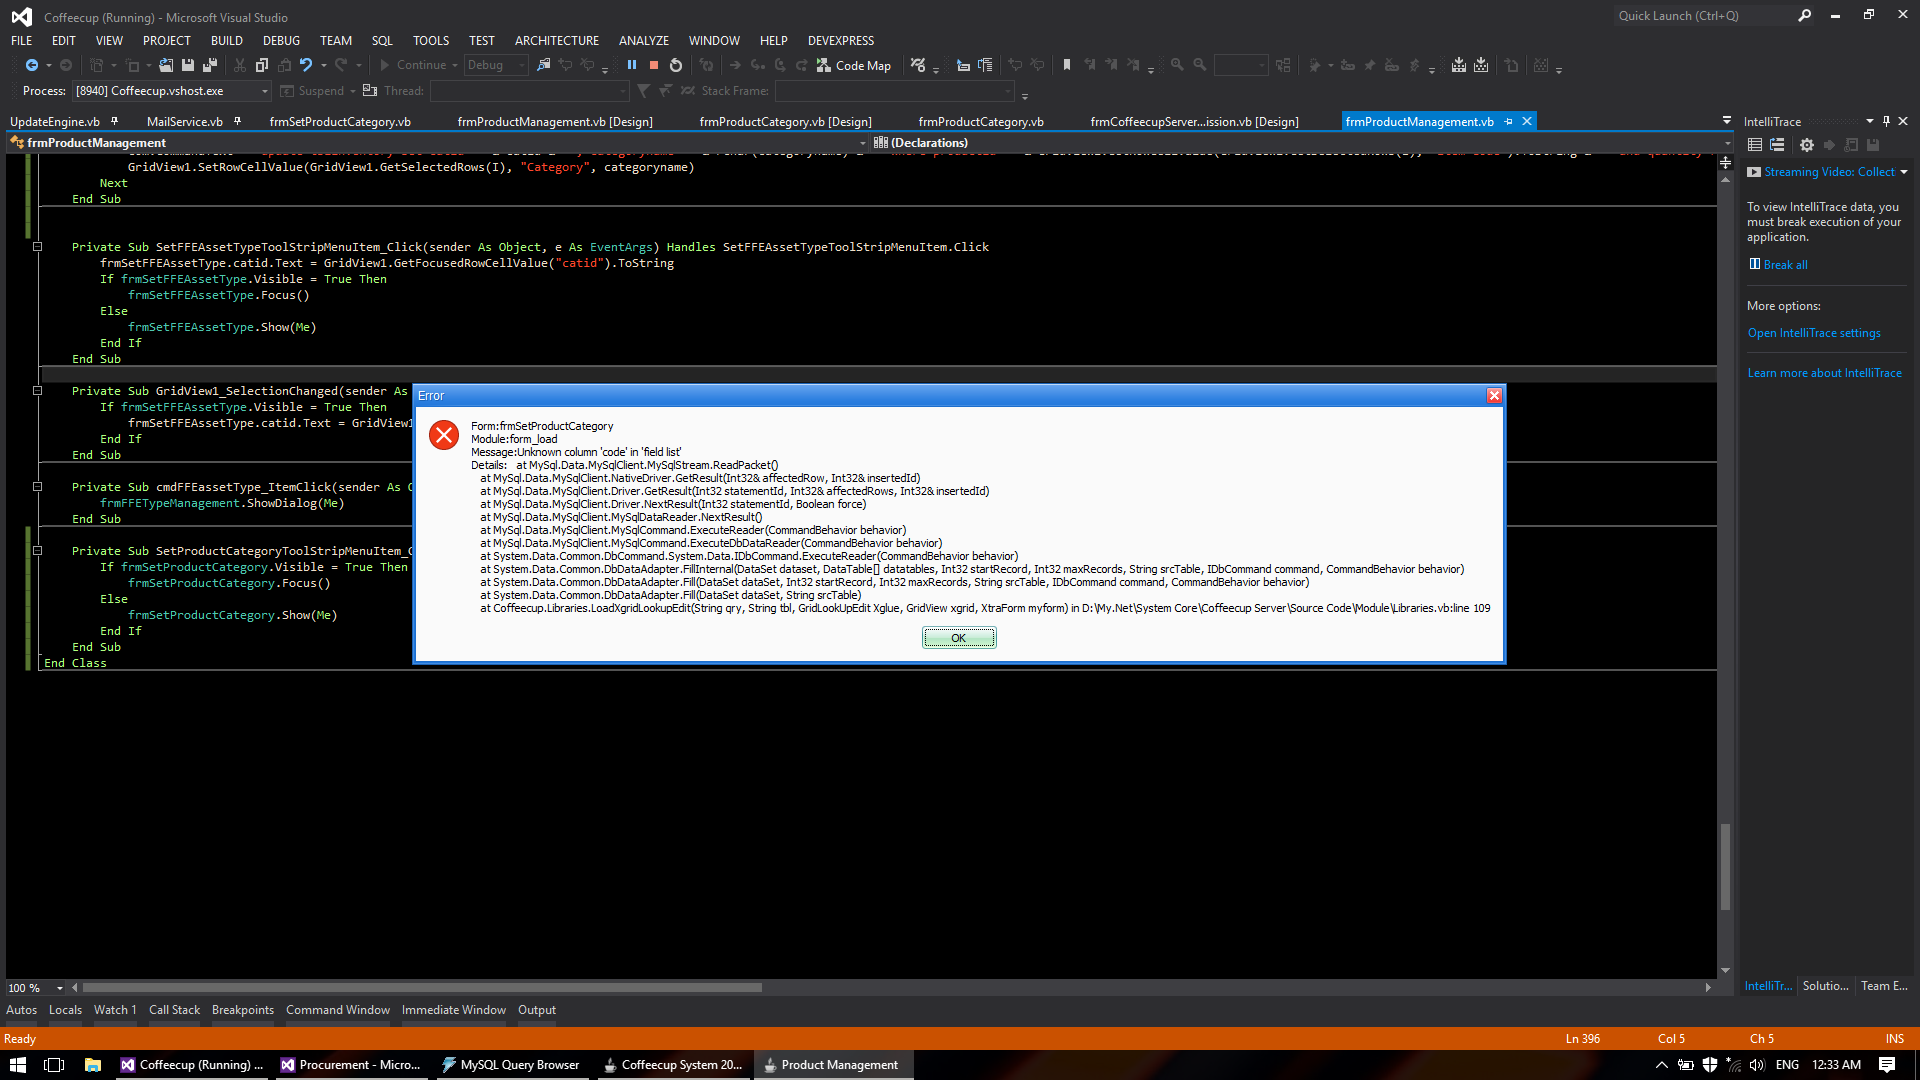 Coffeecup (Running) - Microsoft Visual Studio
Quick Launch (Ctrl+Q)
FILE EDIT VIEW PROJECT BUILD DEBUG TEAM SQL TOOLS TEST ARCHITECTURE ANALYZE WINDOW HELP DEVEXPRESS
Continue Debug Code Map
Process: [8940] Coffeecup.vshost.exe Suspend Thread: Stack Frame:
UpdateEngine.vb MailService.vb frmSetProductCategory.vb frmProductManagement.vb [Design] frmProductCategory.vb [Design] frmProductCategory.vb frmCoffeecupServer...ission.vb [Design] frmProductManagement.vb
frmProductManagement (Declarations)
GridView1.SetRowCellValue(GridView1.GetSelectedRows(I), "Category", categoryname)
Next
End Sub
Private Sub SetFFEAssetTypeToolStripMenuItem_Click(sender As Object, e As EventArgs) Handles SetFFEAssetTypeToolStripMenuItem.Click
frmSetFFEAssetType.catid.Text = GridView1.GetFocusedRowCellValue("catid").ToString
If frmSetFFEAssetType.Visible = True Then
frmSetFFEAssetType.Focus()
Else
frmSetFFEAssetType.Show(Me)
End If
End Sub
Private Sub GridView1_SelectionChanged(sender As
If frmSetFFEAssetType.Visible = True Then
frmSetFFEAssetType.catid.Text = GridView1
End If
End Sub
Private Sub cmdFFEassetType_ItemClick(sender As O
frmFFETypeManagement.ShowDialog(Me)
End Sub
Private Sub SetProductCategoryToolStripMenuItem_C
If frmSetProductCategory.Visible = True Then
frmSetProductCategory.Focus()
Else
frmSetProductCategory.Show(Me)
End If
End Sub
End Class
Error
Form:frmSetProductCategory
Module:form_load
Message:Unknown column 'code' in 'field list'
Details: at MySql.Data.MySqlClient.MySqlStream.ReadPacket()
at MySql.Data.MySqlClient.NativeDriver.GetResult(Int32& affectedRow, Int32& insertedId)
at MySql.Data.MySqlClient.Driver.GetResult(Int32 statementId, Int32& affectedRows, Int32& insertedId)
at MySql.Data.MySqlClient.Driver.NextResult(Int32 statementId, Boolean force)
at MySql.Data.MySqlClient.MySqlDataReader.NextResult()
at MySql.Data.MySqlClient.MySqlCommand.ExecuteReader(CommandBehavior behavior)
at MySql.Data.MySqlClient.MySqlCommand.ExecuteDbDataReader(CommandBehavior behavior)
at System.Data.Common.DbCommand.System.Data.IDbCommand.ExecuteReader(CommandBehavior behavior)
at System.Data.Common.DbDataAdapter.FillInternal(DataSet dataset, DataTable[] datatables, Int32 startRecord, Int32 maxRecords, String srcTable, IDbCommand command, CommandBehavior behavior)
at System.Data.Common.DbDataAdapter.Fill(DataSet dataSet, Int32 startRecord, Int32 maxRecords, String srcTable, IDbCommand command, CommandBehavior behavior)
at System.Data.Common.DbDataAdapter.Fill(DataSet dataSet, String srcTable)
at Coffeecup.Libraries.LoadXgridLookupEdit(String qry, String tbl, GridLookUpEdit Xglue, GridView xgrid, XtraForm myform) in D:\My.Net\System Core\Coffeecup Server\Source Code\Module\Libraries.vb:line 109
OK
IntelliTrace
Streaming Video: Collect
To view IntelliTrace data, you
must break execution of your
application.
Break all
More options:
Open IntelliTrace settings
Learn more about IntelliTrace
100 %
IntelliTr... Solutio... Team E...
Autos Locals Watch 1 Call Stack Breakpoints Command Window Immediate Window Output
Ready Ln 396 Col 5 Ch 5 INS
Coffeecup (Running) ... Procurement - Micro... MySQL Query Browser Coffeecup System 20... Product Management ENG 12:33 AM